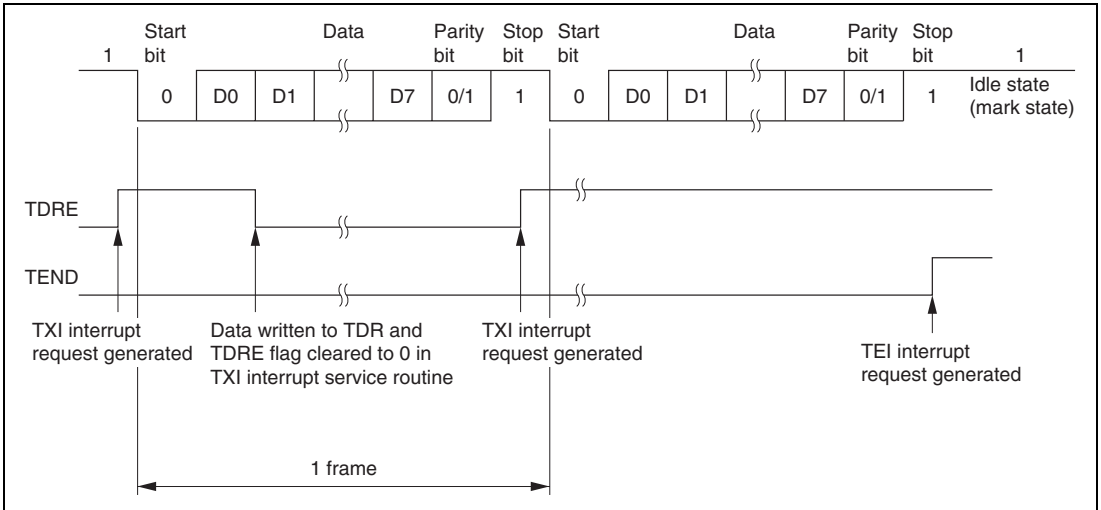 Start Data Parity Stop Start Data Parity Stop
1 bit bit bit bit bit bit 1
0 D0 D1 D7 0/1 1 0 D0 D1 D7 0/1 1 Idle state
(mark state)
TDRE
TEND
TXI interrupt
request generated
Data written to TDR and
TDRE flag cleared to 0 in
TXI interrupt service routine
TXI interrupt
request generated
TEI interrupt
request generated
1 frame